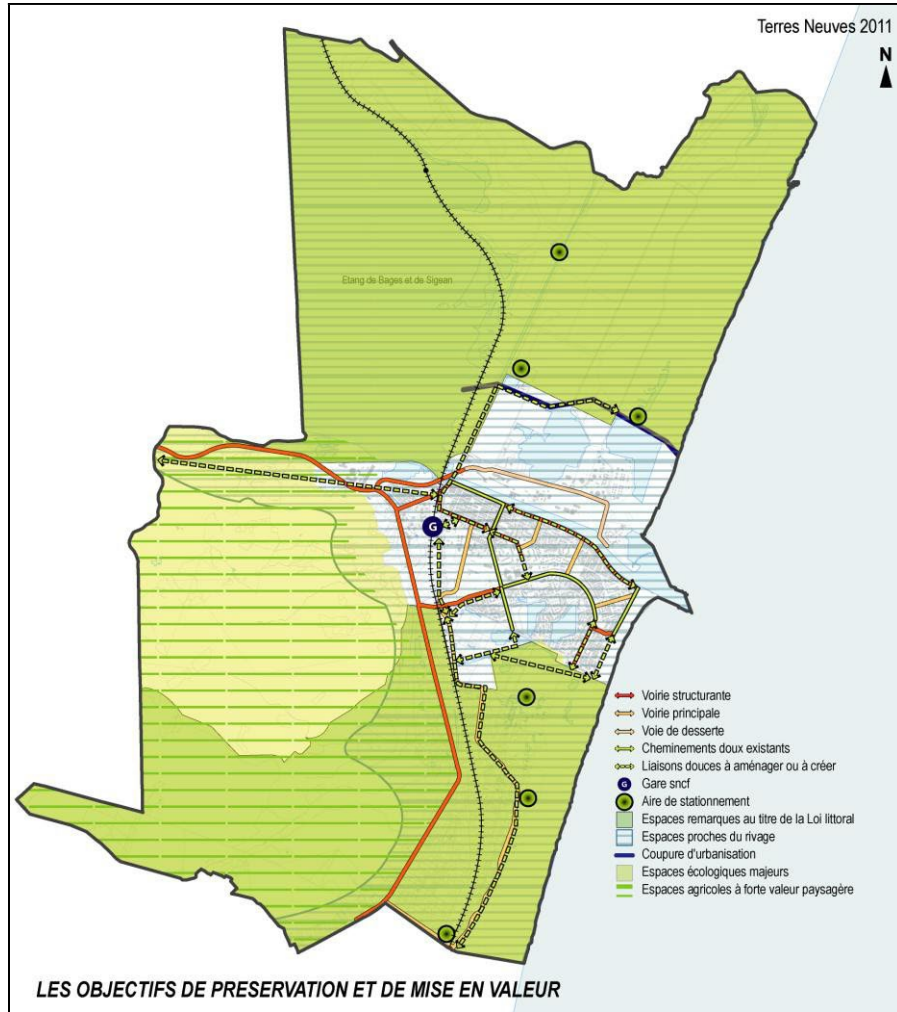 Terres Neuves 2011
N
Etang de Bages et de Sigean
G
Voirie structurante
Voirie principale
Voie de desserte
Cheminements doux existants
Liaisons douces à aménager ou à créer
G Gare sncf
Aire de stationnement
Espaces remarques au titre de la Loi littoral
Espaces proches du rivage
Coupure d'urbanisation
Espaces écologiques majeurs
Espaces agricoles à forte valeur paysagère
LES OBJECTIFS DE PRESERVATION ET DE MISE EN VALEUR